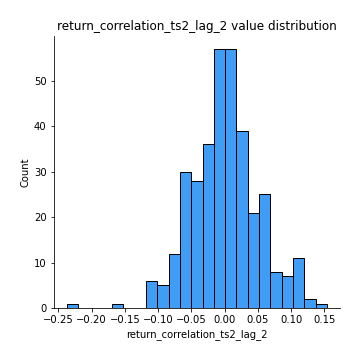 return_correlation_ts2_lag_2 value distribution
Count
50
40
30
20
10
0
−0.25 −0.20 −0.15 −0.10 −0.05 0.00 0.05 0.10 0.15
return_correlation_ts2_lag_2